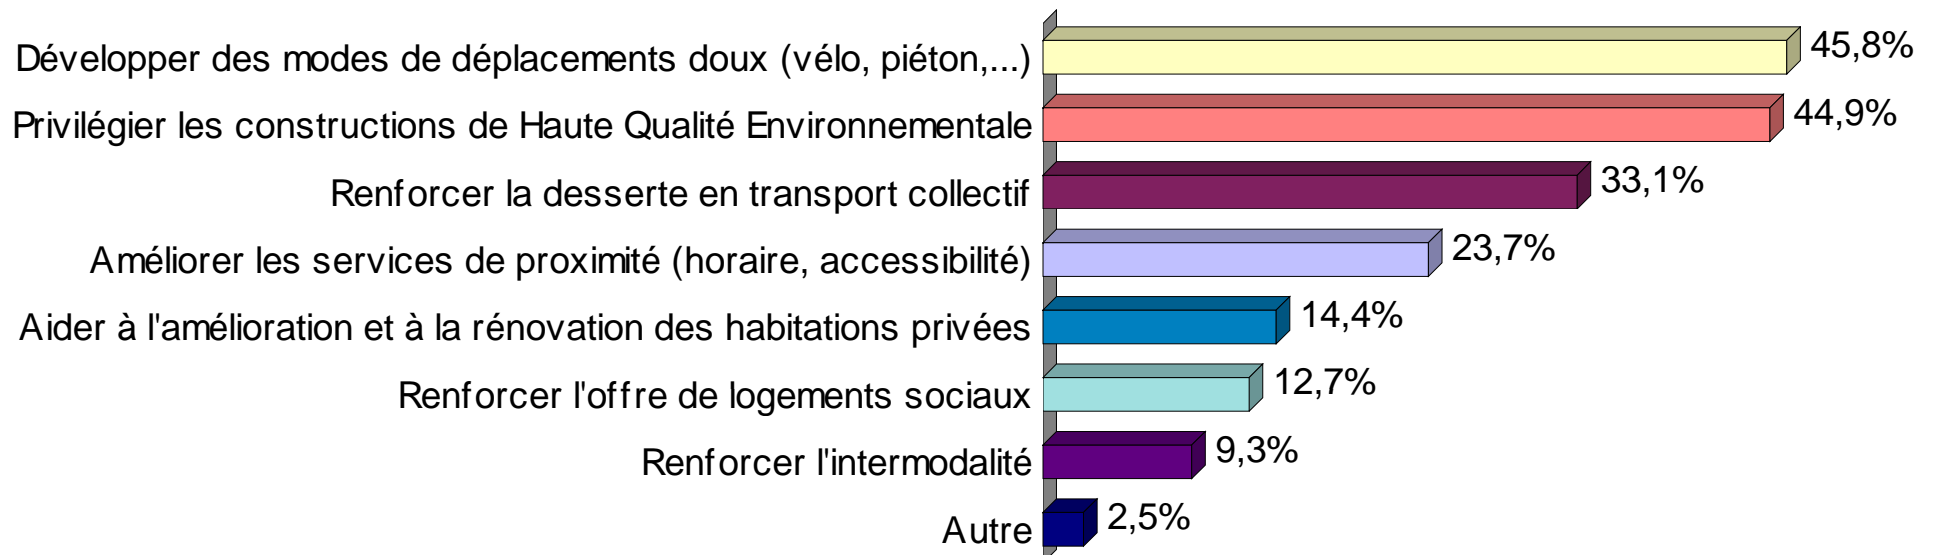 Développer des modes de déplacements doux (vélo, piéton,...) 45,8%
Privilégier les constructions de Haute Qualité Environnementale 44,9%
Renforcer la desserte en transport collectif 33,1%
Améliorer les services de proximité (horaire, accessibilité) 23,7%
Aider à l'amélioration et à la rénovation des habitations privées 14,4%
Renforcer l'offre de logements sociaux 12,7%
Renforcer l'intermodalité 9,3%
Autre 2,5%